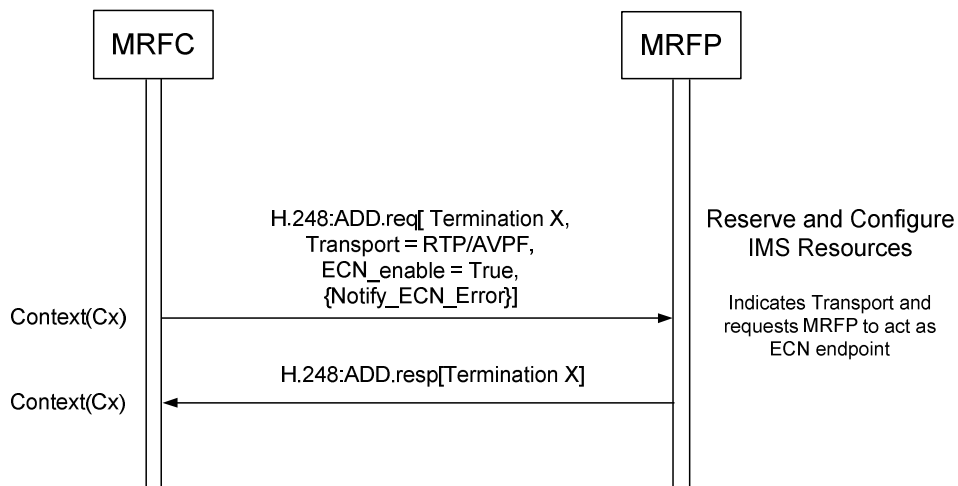 MRFC
MRFP
H.248:ADD.req[ Termination X,
Transport = RTP/AVPF,
ECN_enable = True,
{Notify_ECN_Error}]
Reserve and Configure
IMS Resources
Context(Cx)
Indicates Transport and
requests MRFP to act as
ECN endpoint
H.248:ADD.resp[Termination X]
Context(Cx)